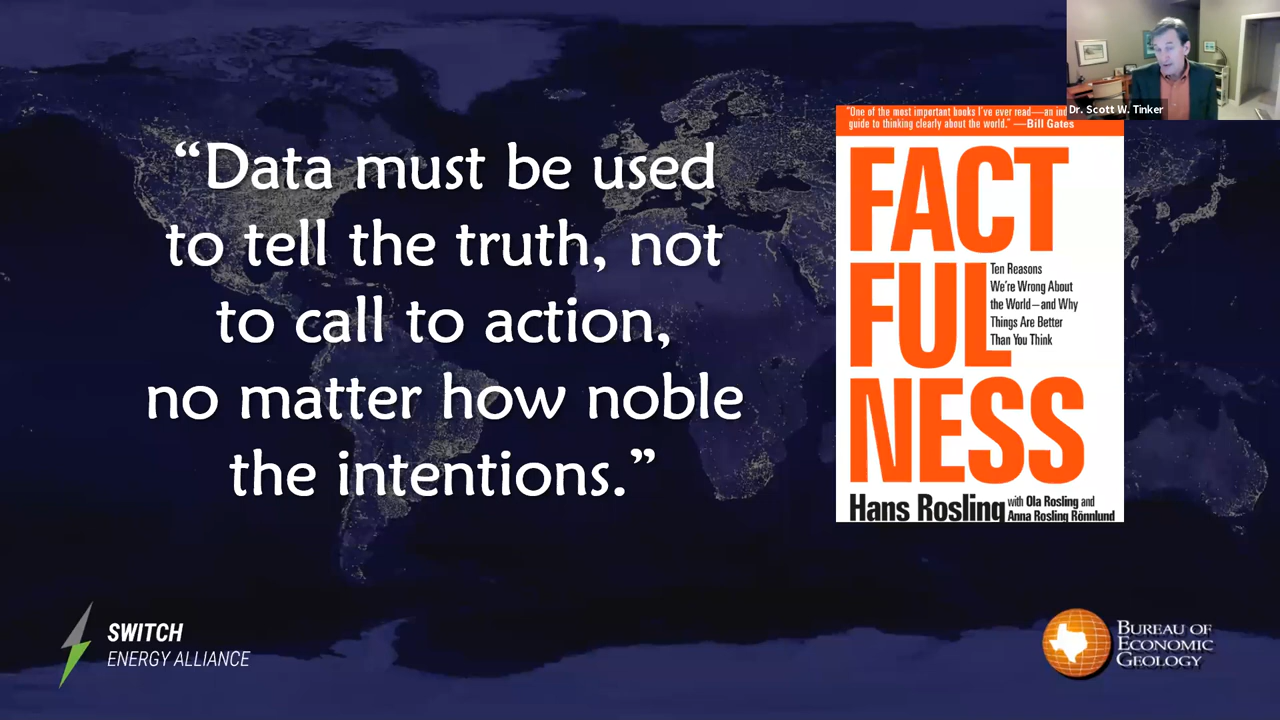 Dr. Scott W. Tinker
“Data must be used
to tell the truth, not
to call to action,
no matter how noble
the intentions.”
"One of the most important books I've ever read—an
guide to thinking clearly about the world." —Bill Gates
FACT
FUL
NESS
Ten Reasons
We're Wrong About
the World—and Why
Things Are Better
Than You Think
Hans Rosling with Ola Rosling and
Anna Rosling Rönnlund
SWITCH
ENERGY ALLIANCE
BUREAU OF
ECONOMIC
GEOLOGY